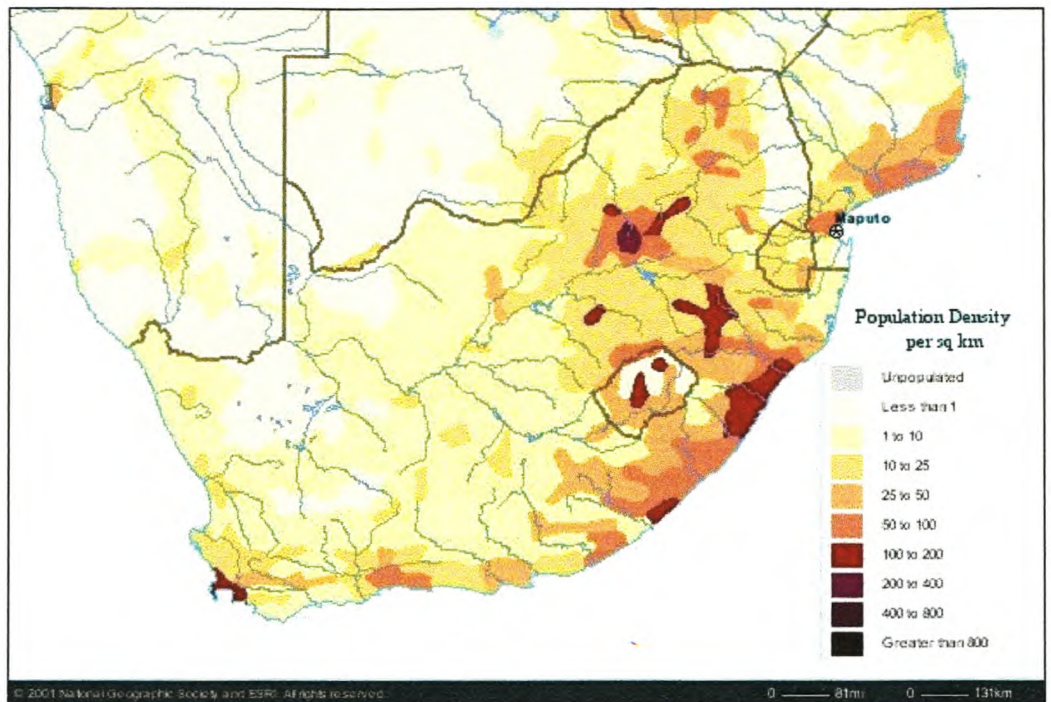 Maputo
Population Density
per sq km
Unpopulated
Less than 1
1 to 10
10 to 25
25 to 50
50 to 100
100 to 200
200 to 400
400 to 800
Greater than 800
© 2001 National Geographic Society and ESRI. All rights reserved.
0 81mi 0 131km